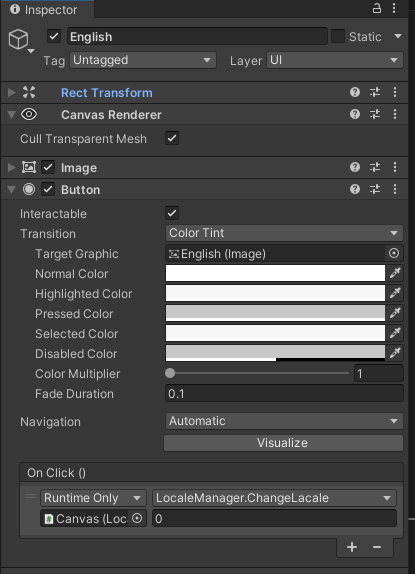 Inspector
English
Static
Tag Untagged Layer UI
Rect Transform
Canvas Renderer
Cull Transparent Mesh
Image
Button
Interactable
Transition Color Tint
Target Graphic English (Image)
Normal Color
Highlighted Color
Pressed Color
Selected Color
Disabled Color
Color Multiplier 1
Fade Duration 0.1
Navigation Automatic
Visualize
On Click ()
Runtime Only LocaleManager.ChangeLacale
Canvas (Loc 0